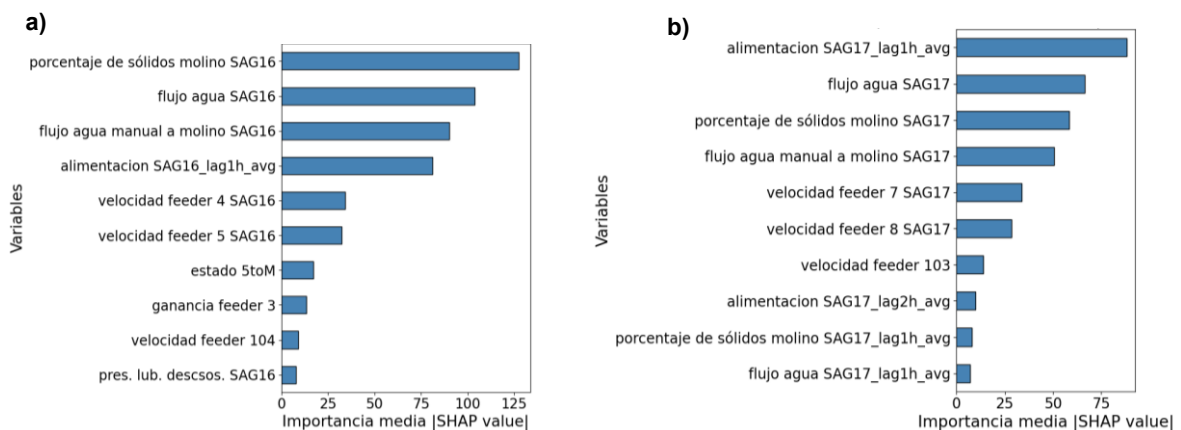 a)
Variables
porcentaje de sólidos molino SAG16
flujo agua SAG16
flujo agua manual a molino SAG16
alimentacion SAG16_lag1h_avg
velocidad feeder 4 SAG16
velocidad feeder 5 SAG16
estado 5toM
ganancia feeder 3
velocidad feeder 104
pres. lub. descsos. SAG16
0 25 50 75 100 125
Importancia media |SHAP value|
b)
Variables
alimentacion SAG17_lag1h_avg
flujo agua SAG17
porcentaje de sólidos molino SAG17
flujo agua manual a molino SAG17
velocidad feeder 7 SAG17
velocidad feeder 8 SAG17
velocidad feeder 103
alimentacion SAG17_lag2h_avg
porcentaje de sólidos molino SAG17_lag1h_avg
flujo agua SAG17_lag1h_avg
0 25 50 75
Importancia media |SHAP value|